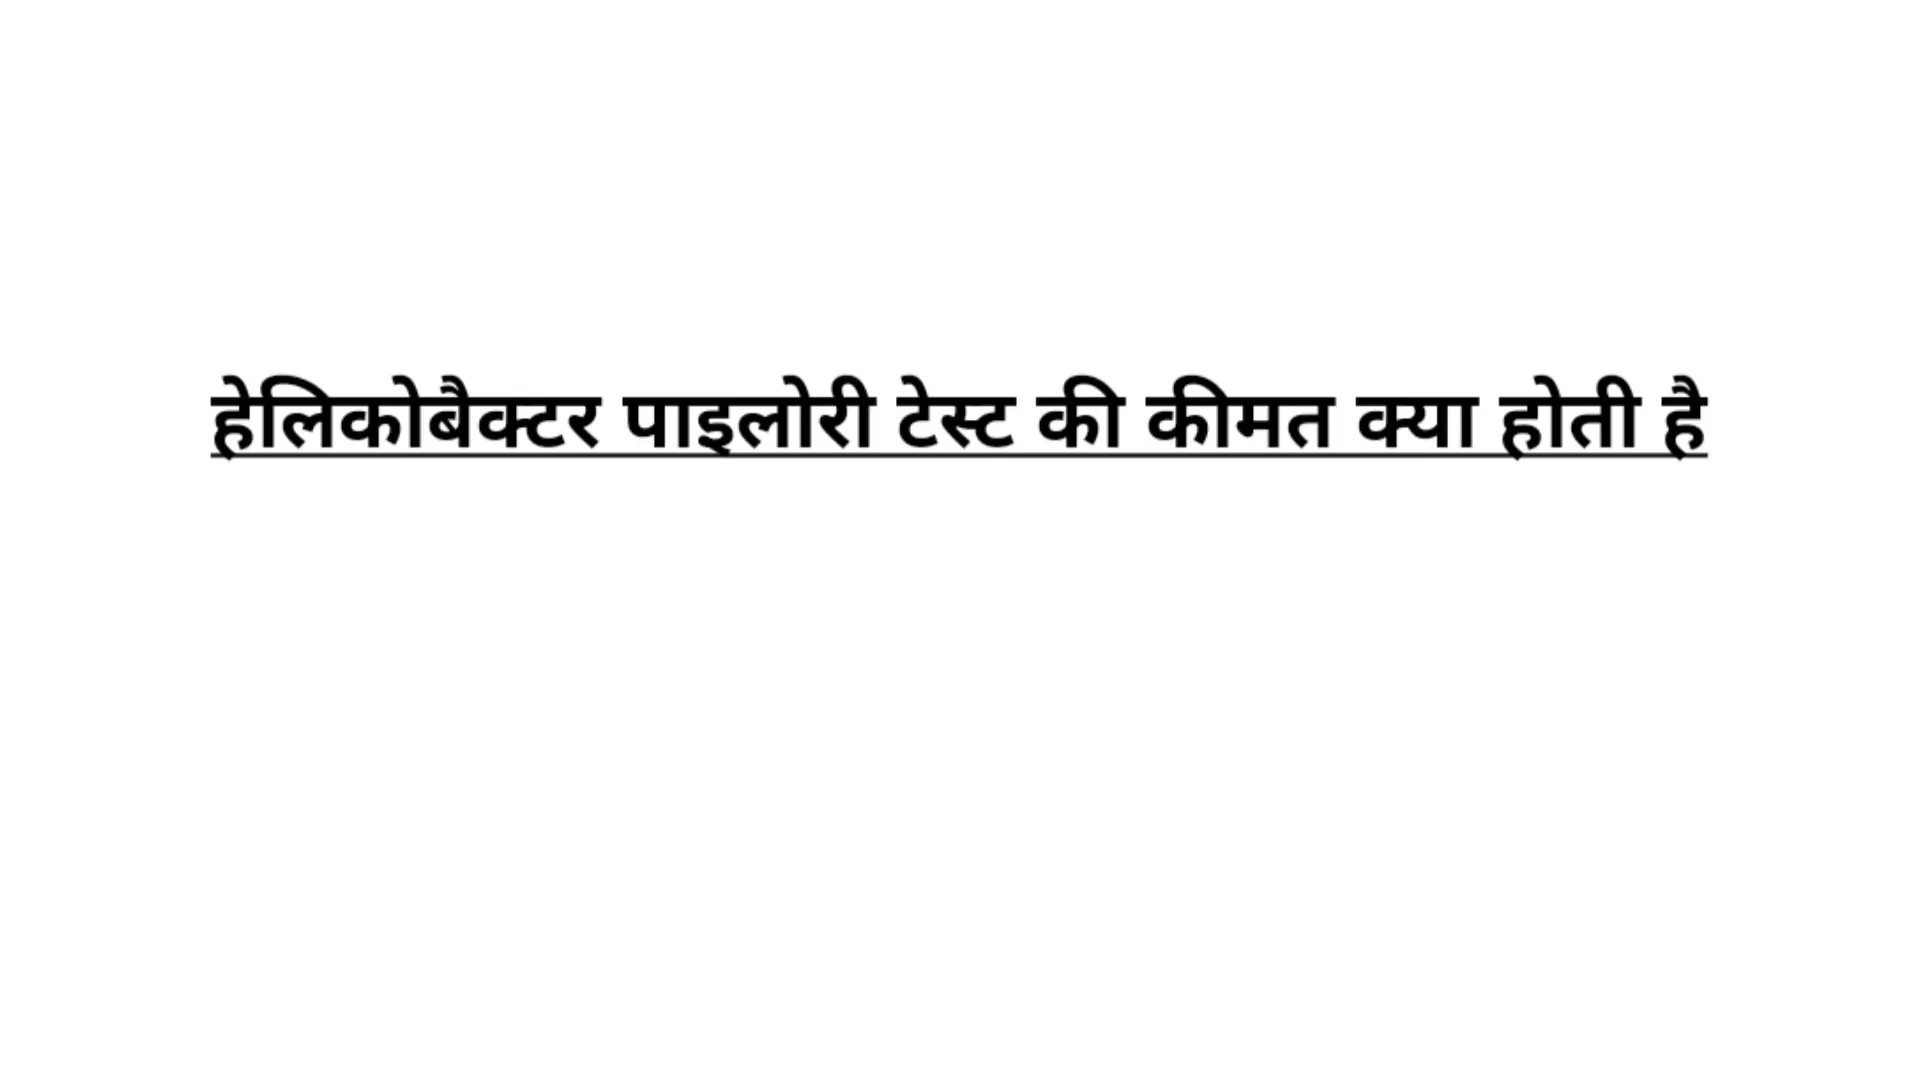 हेलिकोबैक्टर पाइलोरी टेस्ट की कीमत क्या होती है